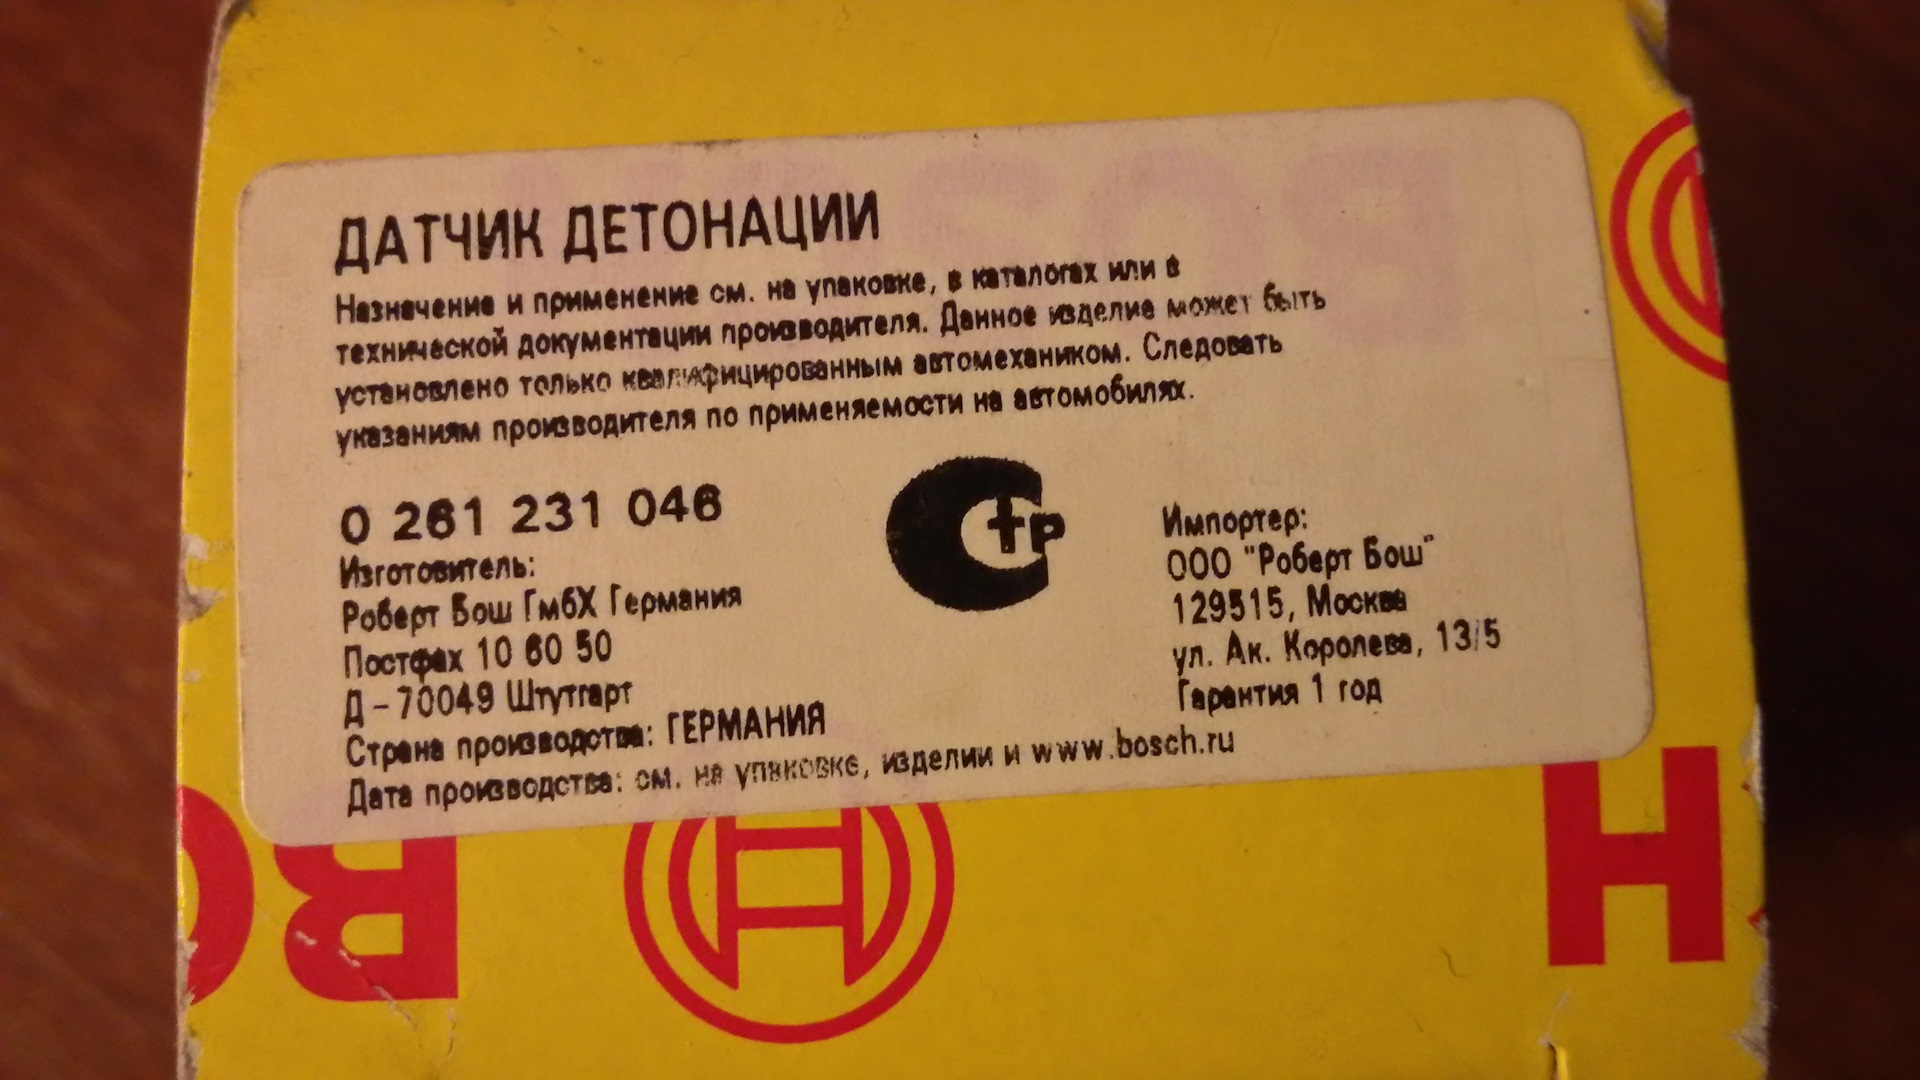 ДАТЧИК ДЕТОНАЦИИ
Назначение и применение см. на упаковке, в каталогах или в
технической документации производителя. Данное изделие может быть
установлено только квалифицированным автомехаником. Следовать
указаниям производителя по применяемости на автомобилях.
0 261 231 046
Изготовитель:
Роберт Бош ГмбХ Германия
Постфах 10 60 50
Д - 70049 Штутгарт
Страна производства: ГЕРМАНИЯ
Дата производства: см. на упаковке, изделии и www.bosch.ru
Стр
Импортер:
ООО "Роберт Бош"
129515, Москва
ул. Ак. Королева, 13/5
Гарантия 1 год
BOSCH
BO
H